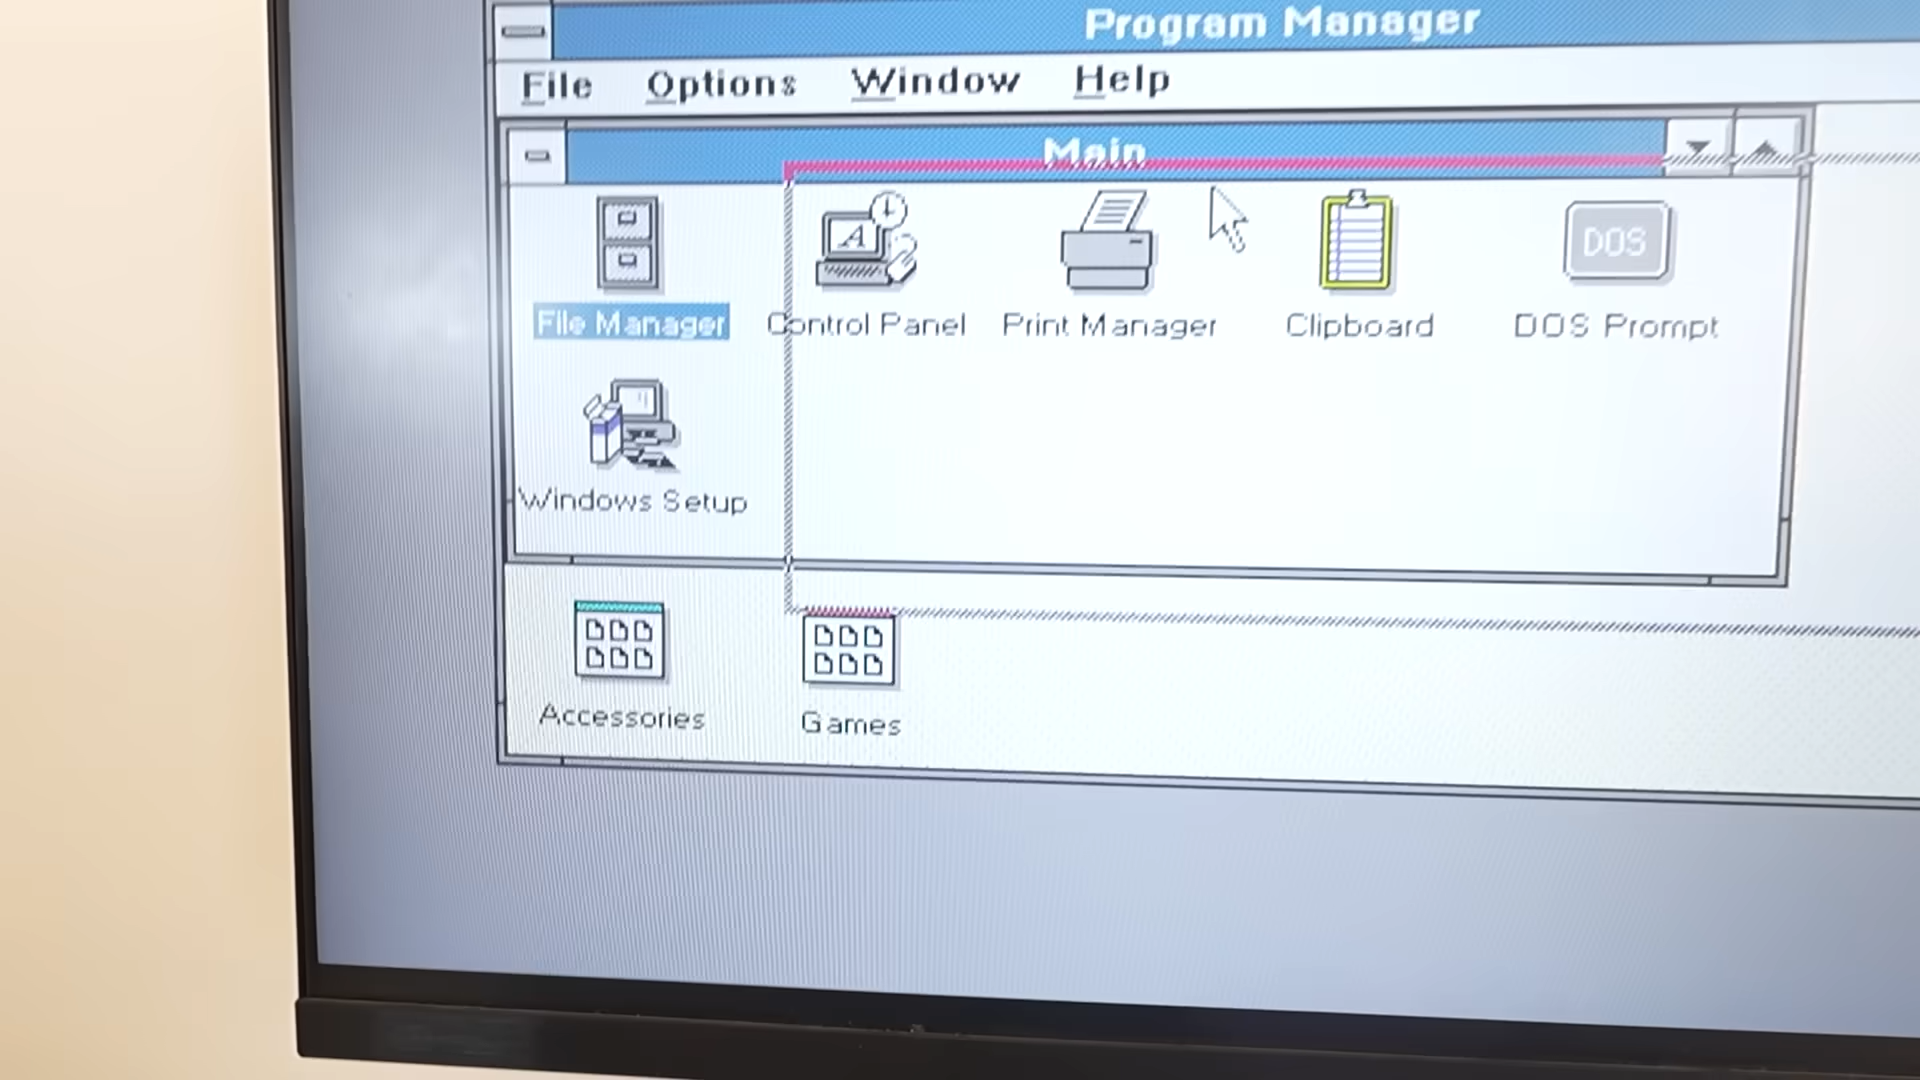 Program Manager
File Options Window Help
Main
A DOS
File Manager Control Panel Print Manager Clipboard DOS Prompt
Windows Setup
Accessories Games